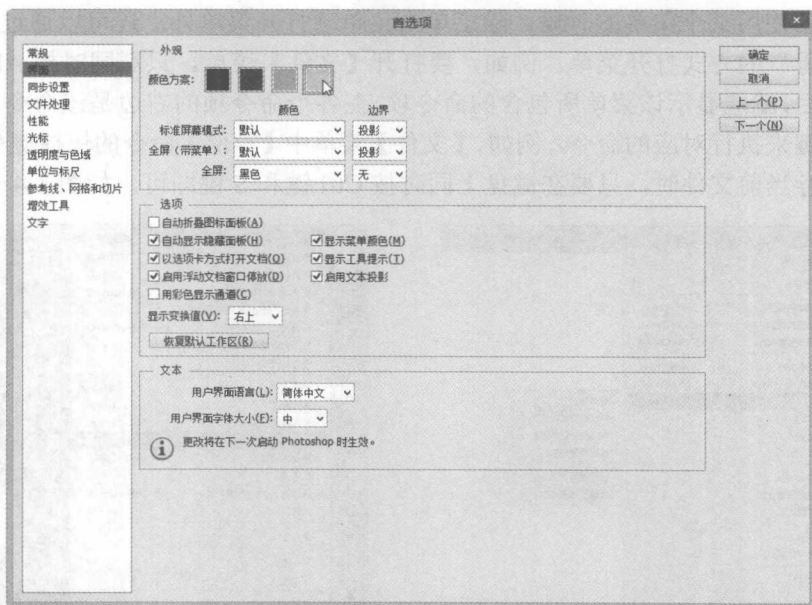 首选项
常规
界面
同步设置
文件处理
性能
光标
透明度与色域
单位与标尺
参考线、网格和切片
增效工具
文字
外观
颜色方案:
颜色 边界
标准屏幕模式: 默认 投影
全屏（带菜单）: 默认 投影
全屏: 黑色 无
选项
自动折叠图标面板(A)
自动显示隐藏面板(H) 显示菜单颜色(M)
以选项卡方式打开文档(O) 显示工具提示(T)
启用浮动文档窗口停放(D) 启用文本投影
用彩色显示通道(C)
显示变换值(V): 右上
恢复默认工作区(R)
文本
用户界面语言(L): 简体中文
用户界面字体大小(F): 中
更改将在下一次启动 Photoshop 时生效。
确定
取消
上一个(P)
下一个(N)